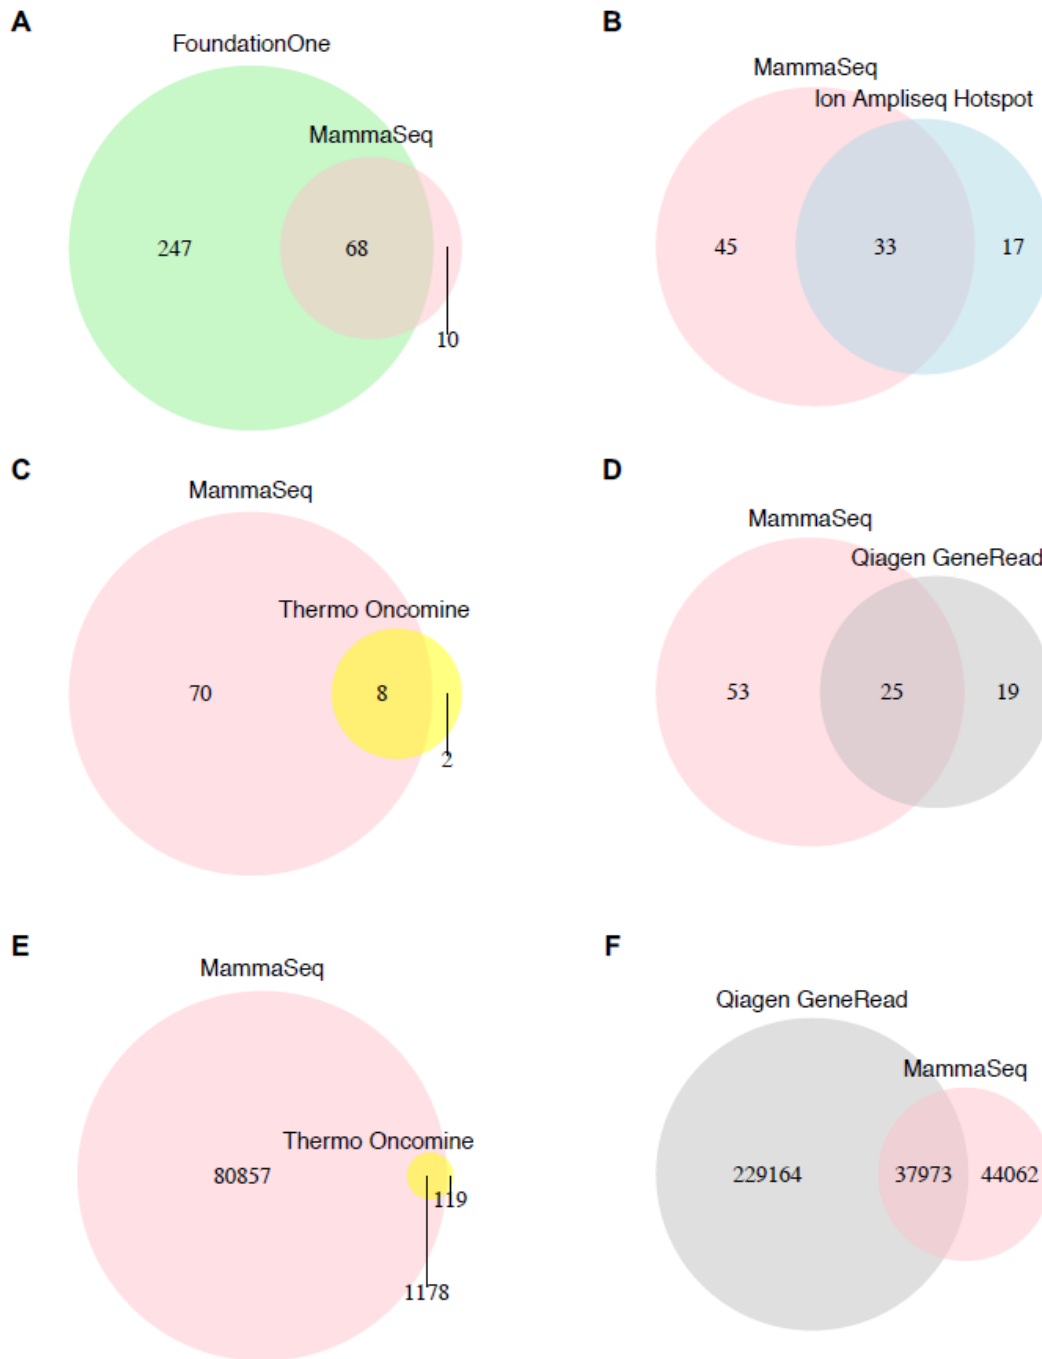 A
FoundationOne
MammaSeq
247
68
10
B
MammaSeq
Ion Ampliseq Hotspot
45
33
17
C
MammaSeq
Thermo Oncomine
70
8
2
D
MammaSeq
Qiagen GeneRead
53
25
19
E
MammaSeq
Thermo Oncomine
80857
119
1178
F
Qiagen GeneRead
MammaSeq
229164
37973
44062